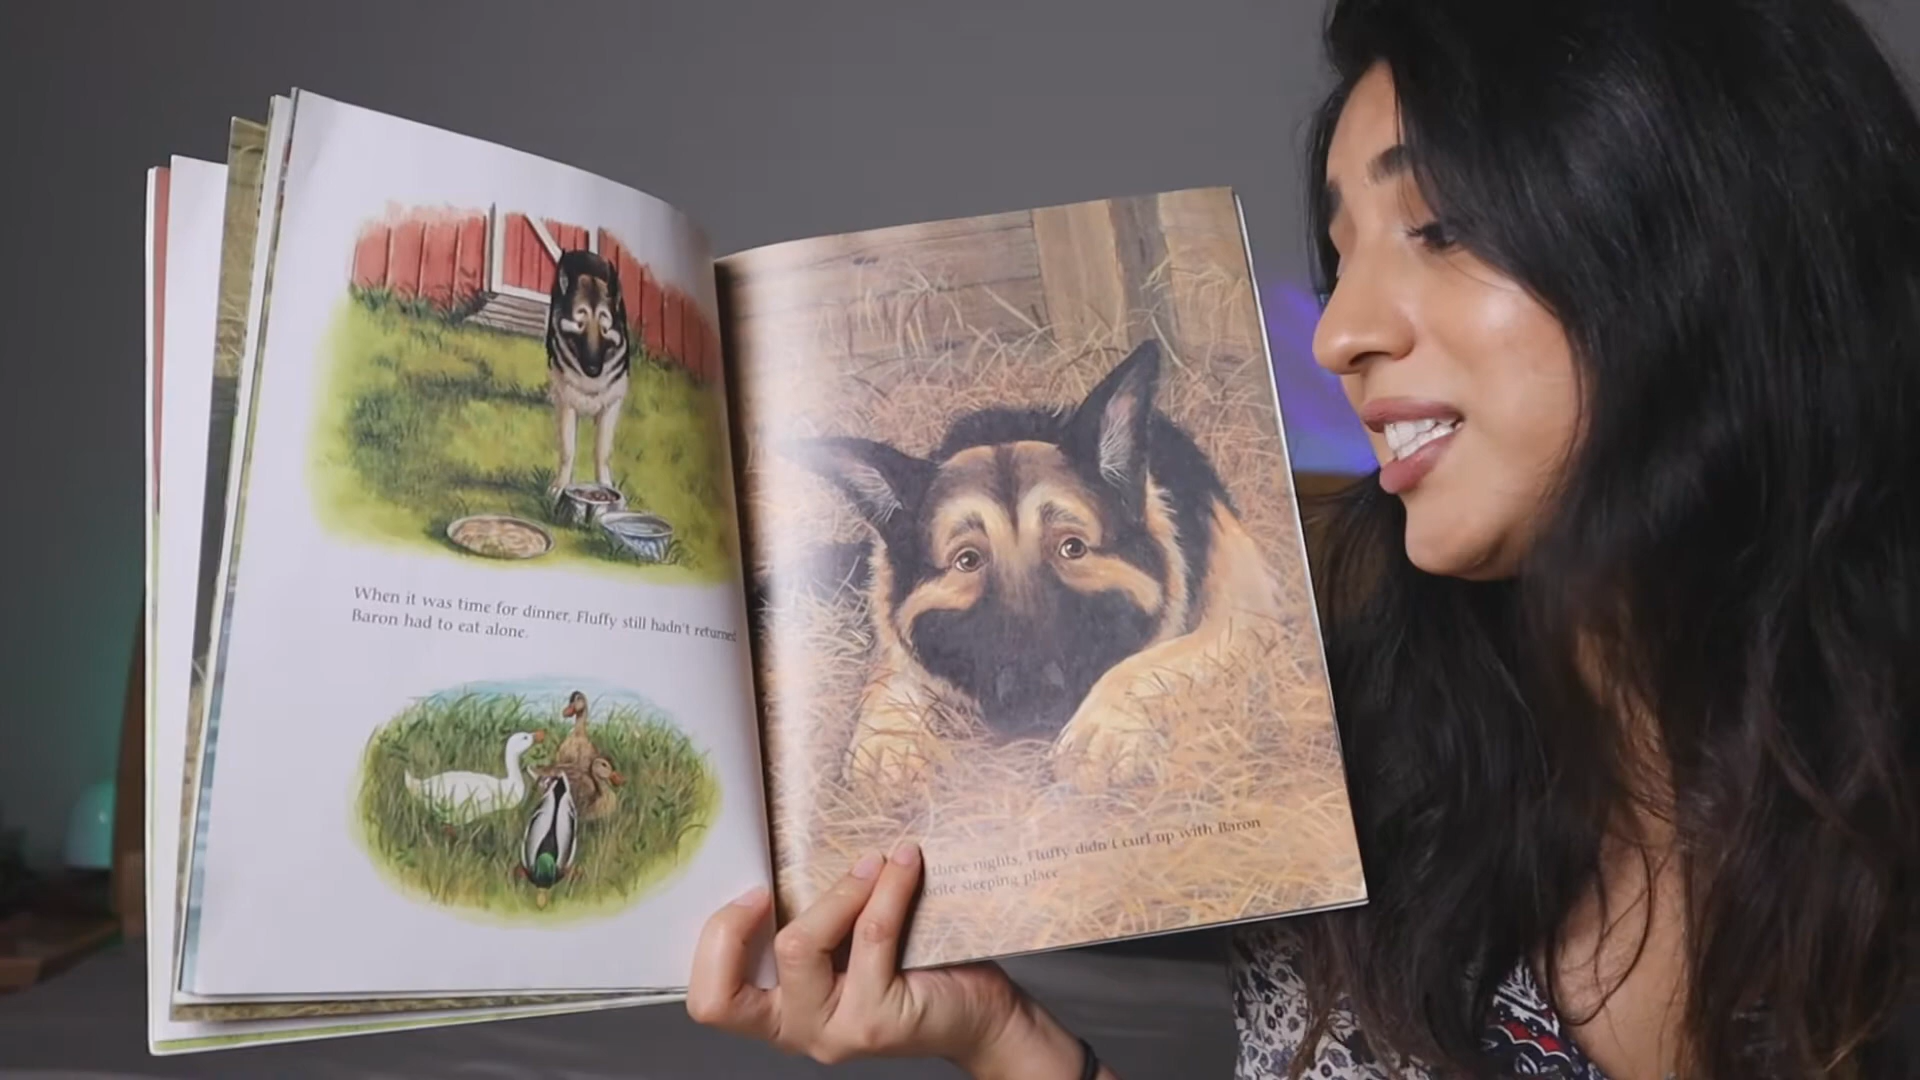 When it was time for dinner, Fluffy still hadn't returned
Baron had to eat alone.
three nights, Fluffy didn't curl up with Baron
sleeping place